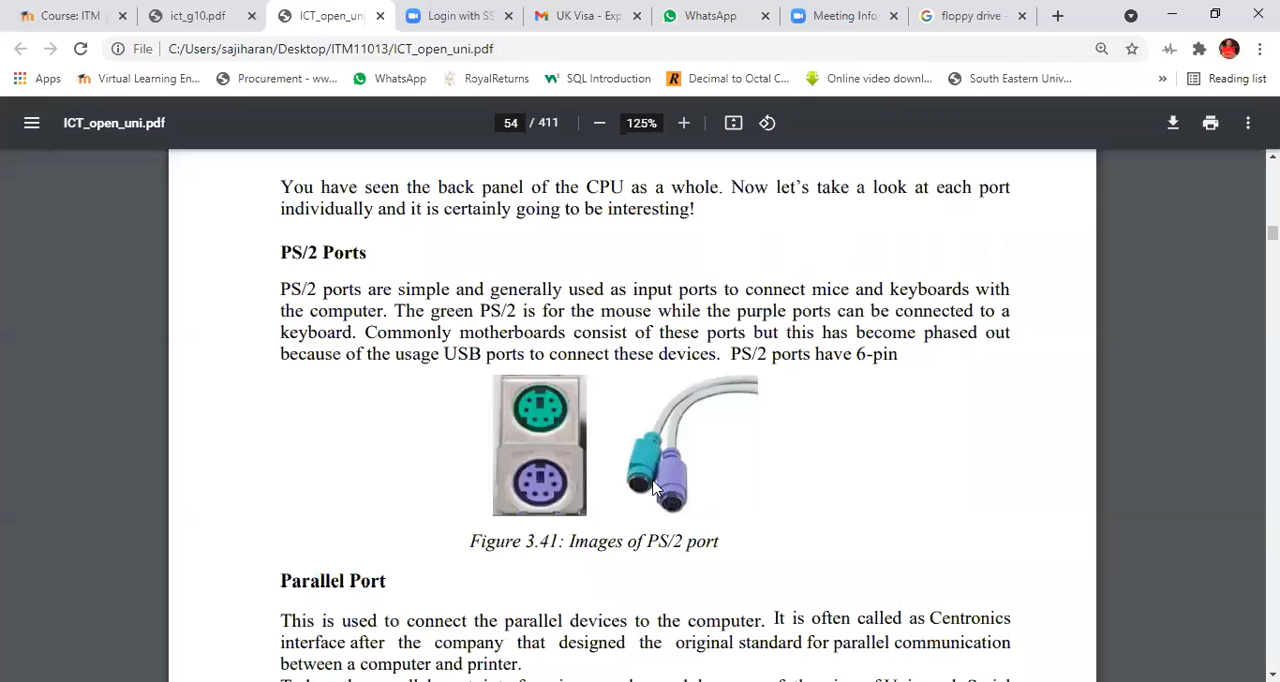 Course: ITM
ict_g10.pdf
ICT_open_un
Login with SS
UK Visa - Exp
WhatsApp
Meeting Info
floppy drive -
File
C:/Users/sajiharan/Desktop/ITM11013/ICT_open_uni.pdf
Apps
Virtual Learning En...
Procurement - ww...
WhatsApp
RoyalReturns
SQL Introduction
Decimal to Octal C...
Online video downl...
South Eastern Univ...
»
Reading list
ICT_open_uni.pdf
54 / 411
125%
You have seen the back panel of the CPU as a whole. Now let's take a look at each port
individually and it is certainly going to be interesting!
PS/2 Ports
PS/2 ports are simple and generally used as input ports to connect mice and keyboards with
the computer. The green PS/2 is for the mouse while the purple ports can be connected to a
keyboard. Commonly motherboards consist of these ports but this has become phased out
because of the usage USB ports to connect these devices. PS/2 ports have 6-pin
Figure 3.41: Images of PS/2 port
Parallel Port
This is used to connect the parallel devices to the computer. It is often called as Centronics
interface after the company that designed the original standard for parallel communication
between a computer and printer.